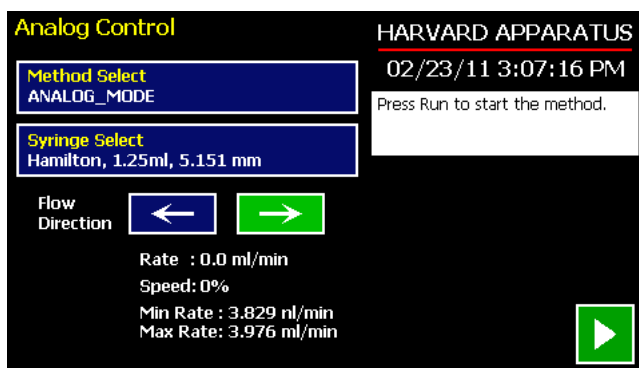 Analog Control
HARVARD APPARATUS
02/23/11 3:07:16 PM
Method Select
ANALOG_MODE
Press Run to start the method.
Syringe Select
Hamilton, 1.25ml, 5.151 mm
Flow
Direction
Rate : 0.0 ml/min
Speed: 0%
Min Rate : 3.829 nl/min
Max Rate: 3.976 ml/min